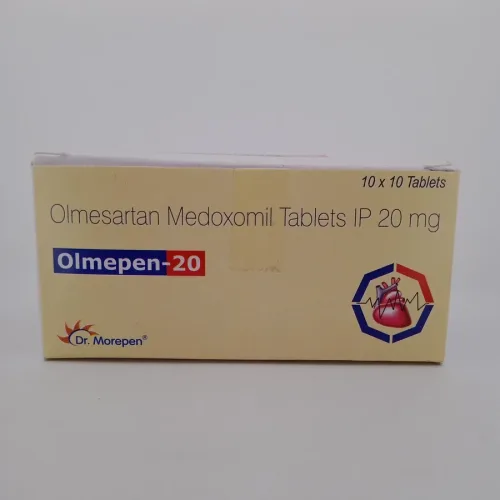 10 x 10 Tablets
Olmesartan Medoxomil Tablets IP 20 mg
Olmepen-20
Dr. Morepen®